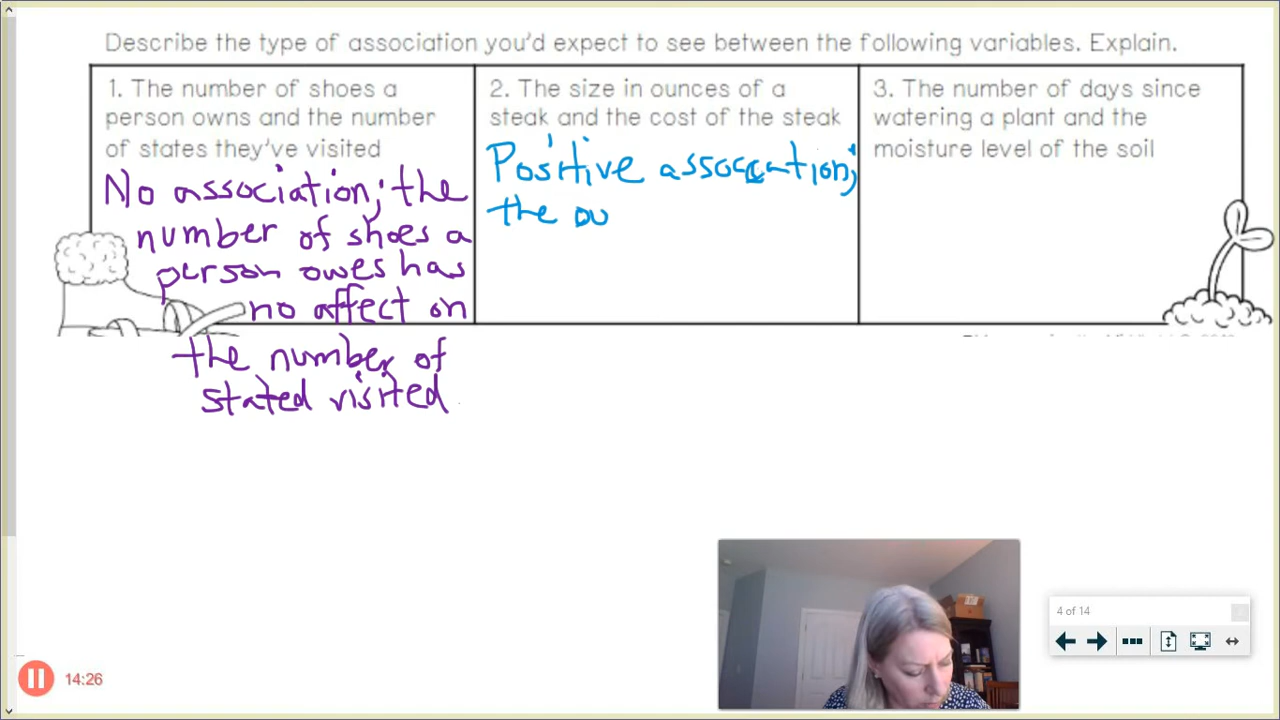 Describe the type of association you'd expect to see between the following variables. Explain.
1. The number of shoes a
person owns and the number
of states they've visited
No association; the
number of shoes a
person owes has
no affect on
the number of
stated visited
2. The size in ounces of a
steak and the cost of the steak
Positive association;
the ou
3. The number of days since
watering a plant and the
moisture level of the soil
4 of 14
14:26